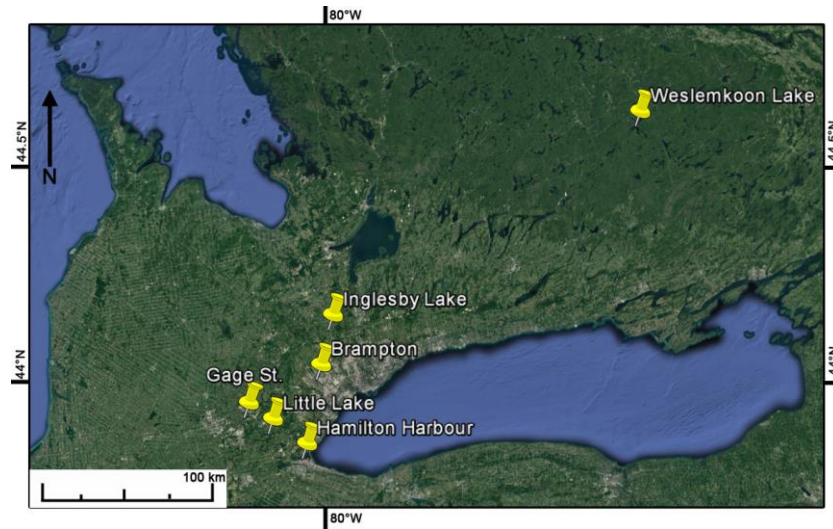 80°W
Weslemkoon Lake
44.5°N
44.5°N
N
Inglesby Lake
Brampton
44°N
44°N
Gage St.
Little Lake
Hamilton Harbour
100 km
80°W